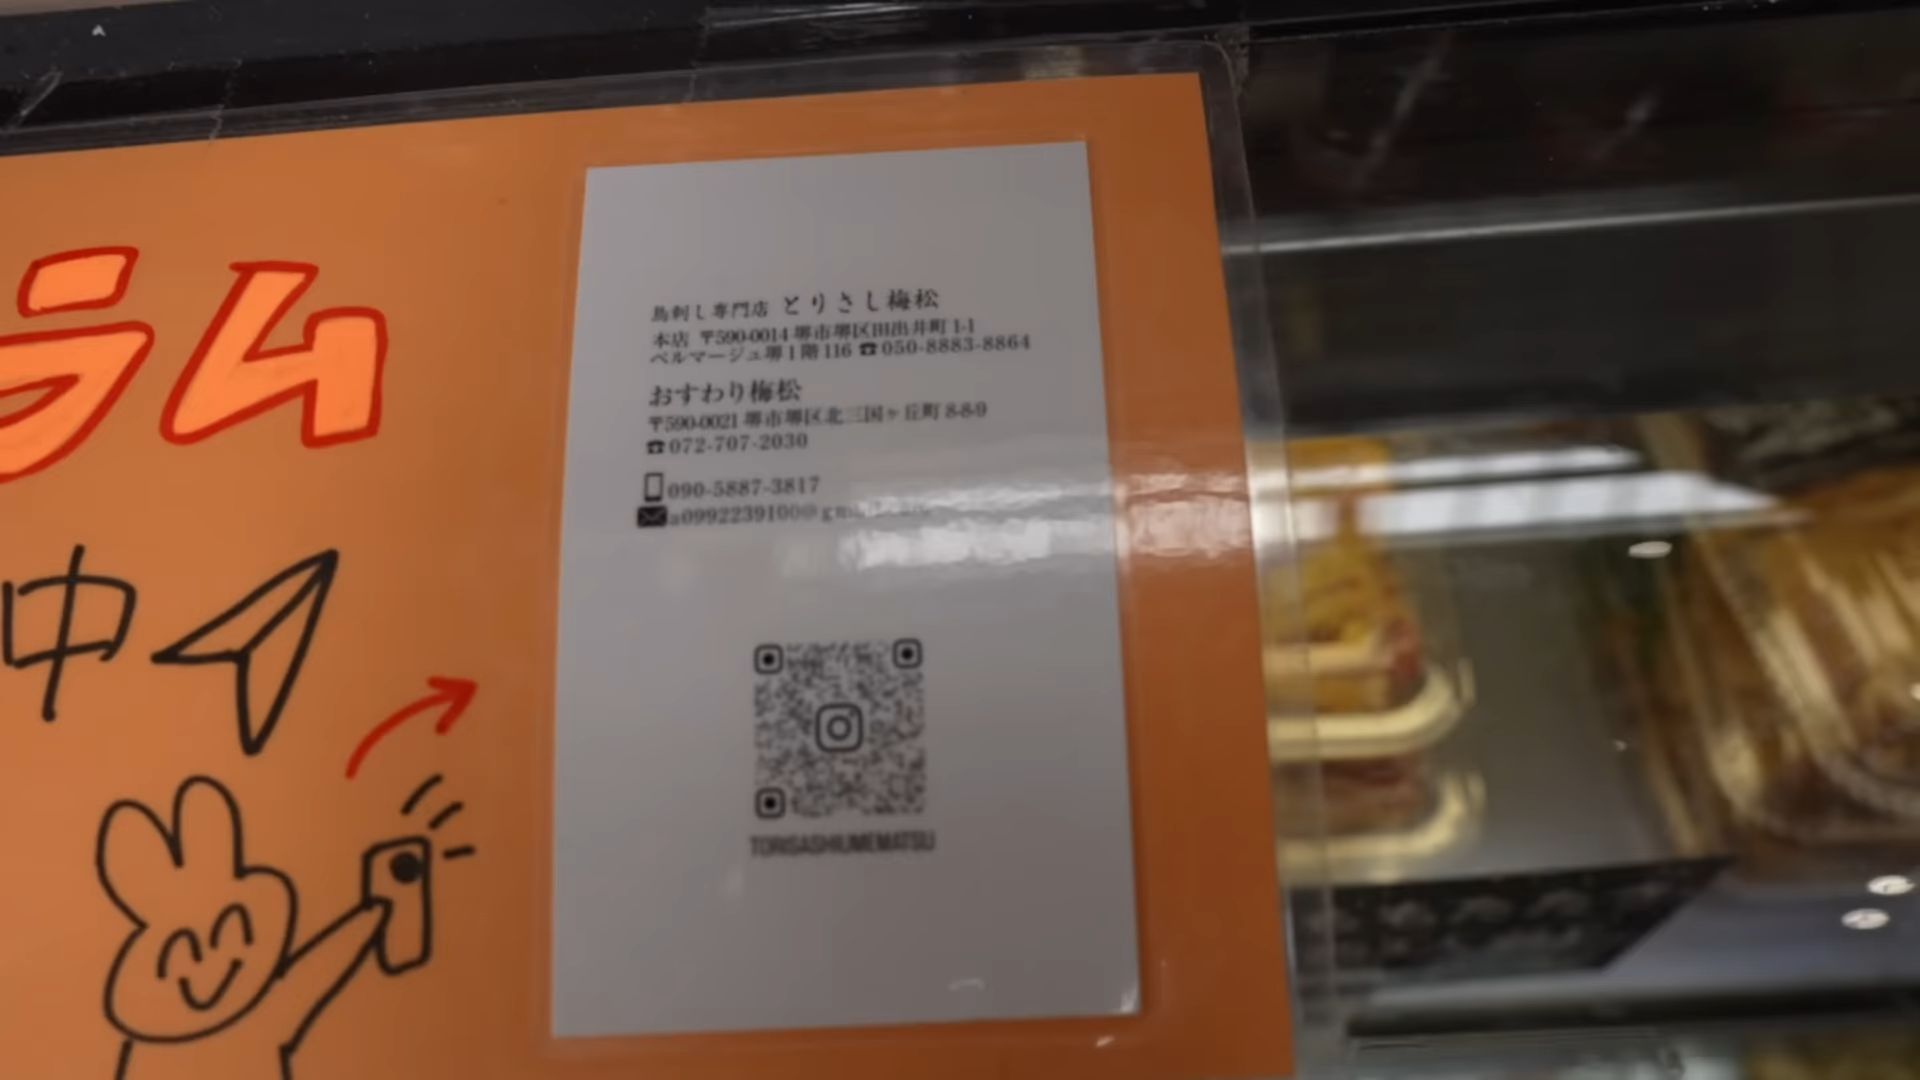 ラム
中
鳥刺し専門店 とりさし梅松
本店 〒590-0014 堺市堺区田出井町 1-1
ベルマージュ堺1階116 ☎050-8883-8864
おすわり梅松
〒590-0021 堺市堺区北三国ヶ丘町 8-8-9
☎072-707-2030
090-5887-3817
a0992239100@gm
TORISASHIUMEMATSU